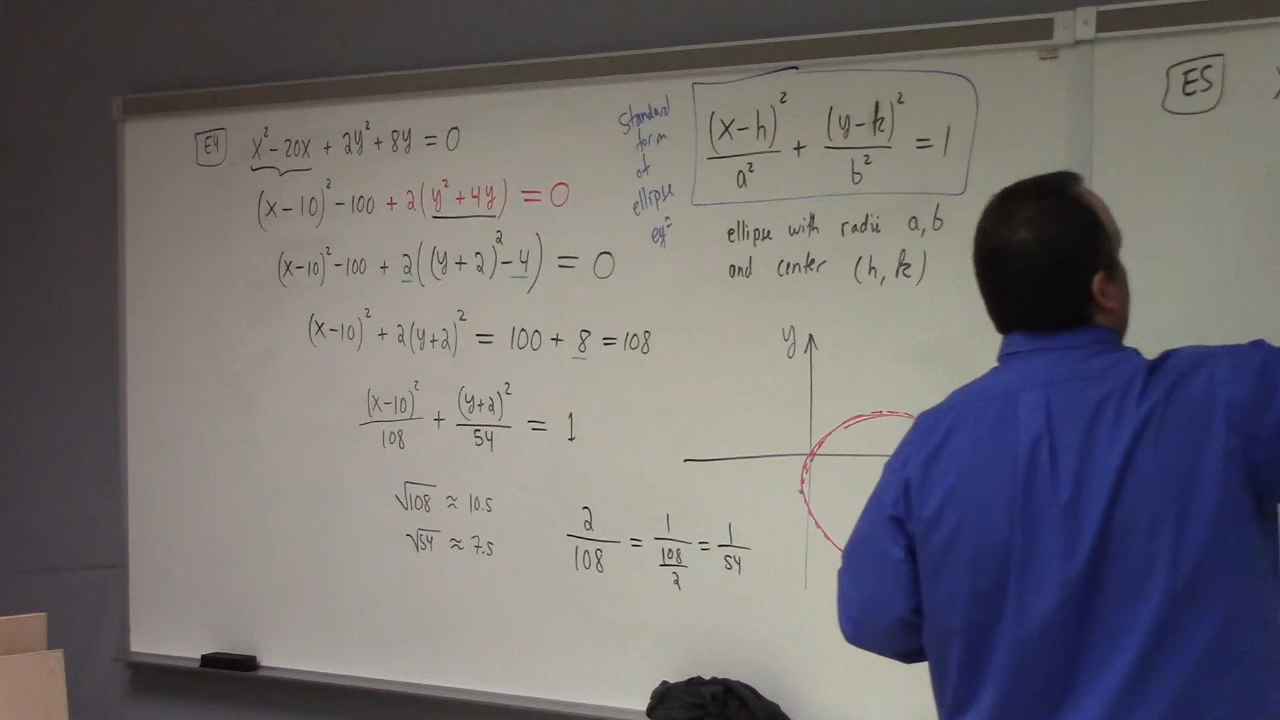 E4 x² - 20x + 2y² + 8y = 0
(x-10)² - 100 + 2(y² + 4y) = 0
(x-10)² - 100 + 2((y+2)² - 4) = 0
(x-10)² + 2(y+2)² = 100 + 8 = 108
(x-10)²/108 + (y+2)²/54 = 1
√108 ≈ 10.5
√54 ≈ 7.5
2/108 = 1/(108/2) = 1/54
standard
form
of
ellipse
eqⁿ
(x-h)²/a² + (y-k)²/b² = 1
ellipse with radii a, b
and center (h, k)
y
E5